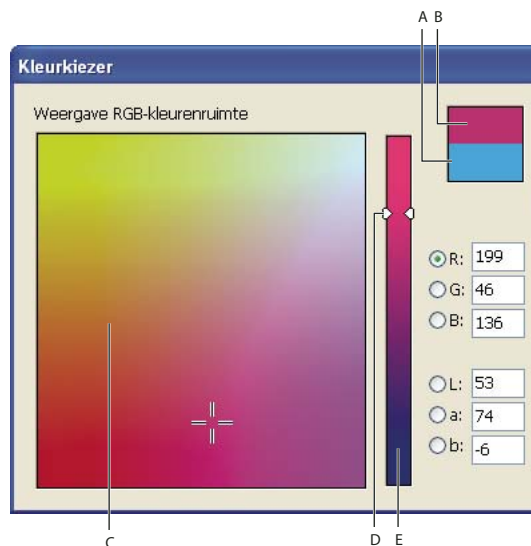 A B
Kleurkiezer
Weergave RGB-kleurenruimte
R: 199
G: 46
B: 136
L: 53
a: 74
b: -6
C D E